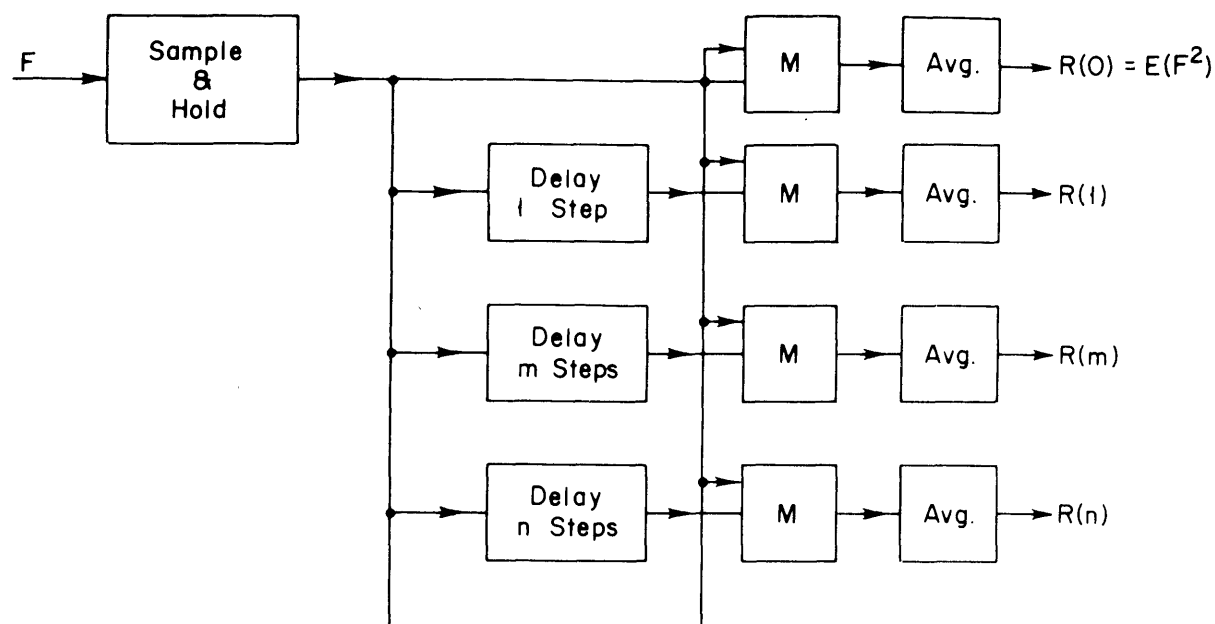 F
Sample
&
Hold
M
Avg.
R(0) = E(F²)
Delay
1 Step
M
Avg.
R(1)
Delay
m Steps
M
Avg.
R(m)
Delay
n Steps
M
Avg.
R(n)